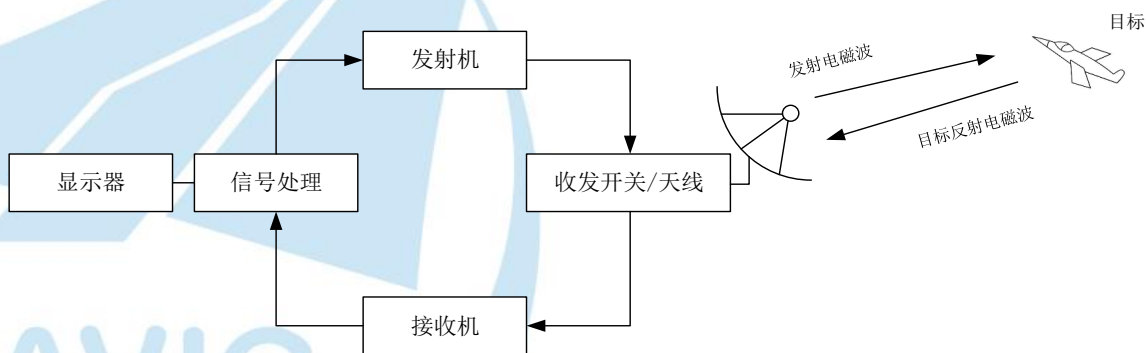 目标
发射机
发射电磁波
目标反射电磁波
显示器
信号处理
收发开关/天线
接收机
AVIC